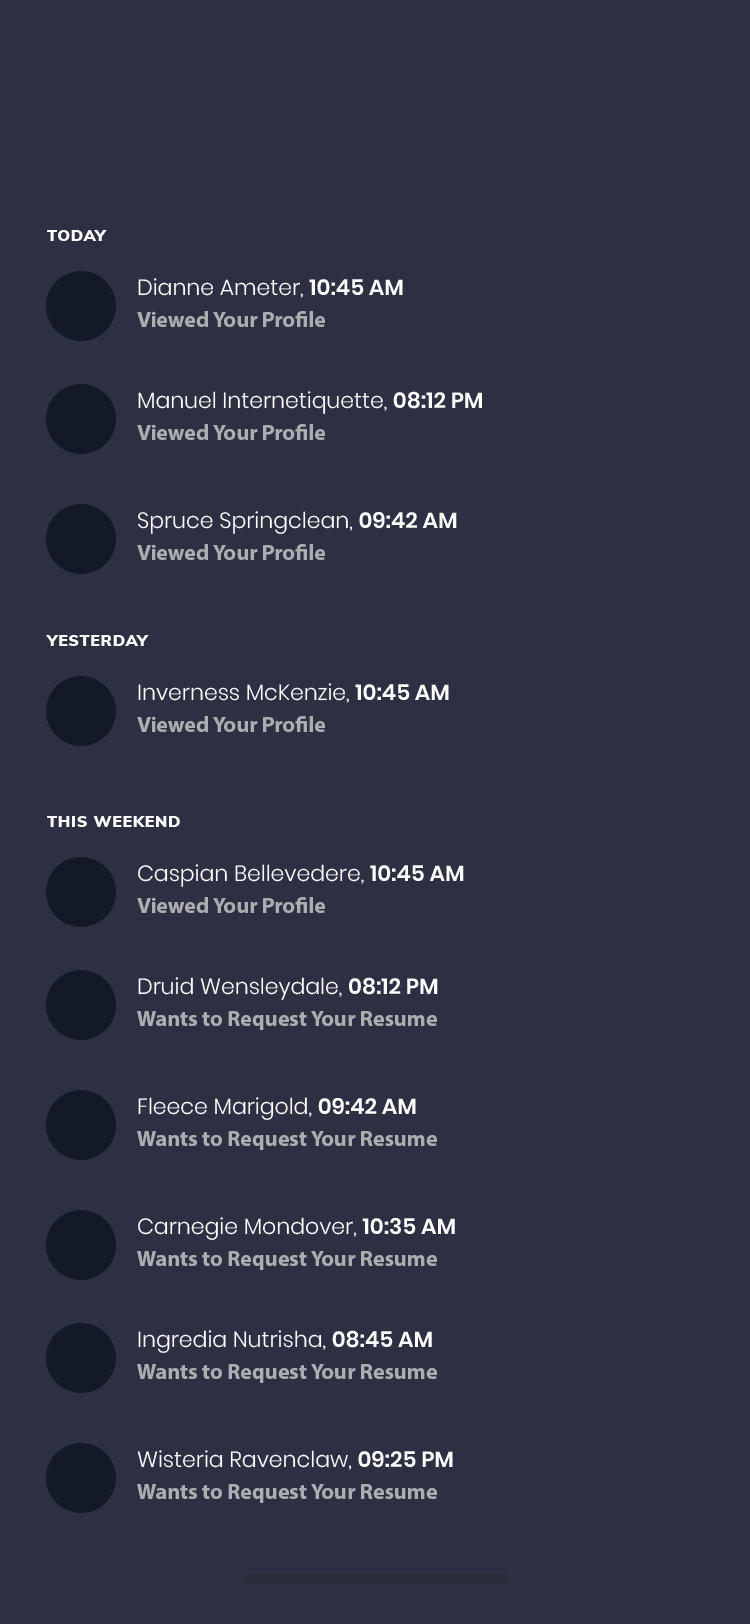 TODAY
Dianne Ameter, 10:45 AM
Viewed Your Profile
Manuel Internetiquette, 08:12 PM
Viewed Your Profile
Spruce Springclean, 09:42 AM
Viewed Your Profile
YESTERDAY
Inverness McKenzie, 10:45 AM
Viewed Your Profile
THIS WEEKEND
Caspian Bellevedere, 10:45 AM
Viewed Your Profile
Druid Wensleydale, 08:12 PM
Wants to Request Your Resume
Fleece Marigold, 09:42 AM
Wants to Request Your Resume
Carnegie Mondover, 10:35 AM
Wants to Request Your Resume
Ingredia Nutrisha, 08:45 AM
Wants to Request Your Resume
Wisteria Ravenclaw, 09:25 PM
Wants to Request Your Resume